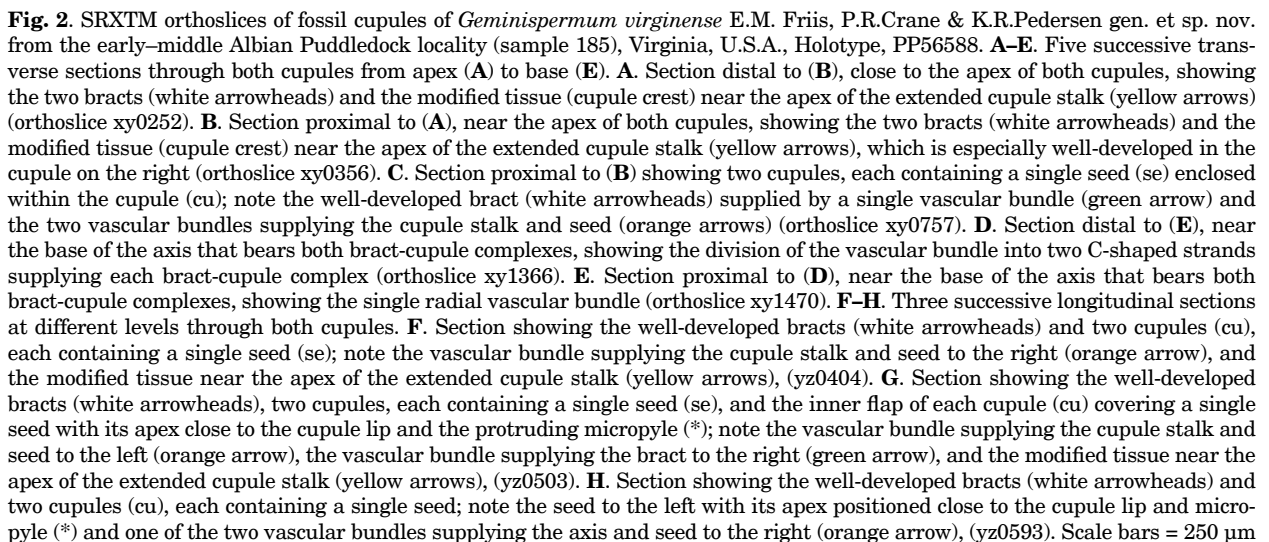 Fig. 2. SRXTM orthoslices of fossil cupules of Geminispermum virginense E.M. Friis, P.R.Crane & K.R.Pedersen gen. et sp. nov.
from the early–middle Albian Puddledock locality (sample 185), Virginia, U.S.A., Holotype, PP56588. A–E. Five successive trans-
verse sections through both cupules from apex (A) to base (E). A. Section distal to (B), close to the apex of both cupules, showing
the two bracts (white arrowheads) and the modified tissue (cupule crest) near the apex of the extended cupule stalk (yellow arrows)
(orthoslice xy0252). B. Section proximal to (A), near the apex of both cupules, showing the two bracts (white arrowheads) and the
modified tissue (cupule crest) near the apex of the extended cupule stalk (yellow arrows), which is especially well-developed in the
cupule on the right (orthoslice xy0356). C. Section proximal to (B) showing two cupules, each containing a single seed (se) enclosed
within the cupule (cu); note the well-developed bract (white arrowheads) supplied by a single vascular bundle (green arrow) and
the two vascular bundles supplying the cupule stalk and seed (orange arrows) (orthoslice xy0757). D. Section distal to (E), near
the base of the axis that bears both bract-cupule complexes, showing the division of the vascular bundle into two C-shaped strands
supplying each bract-cupule complex (orthoslice xy1366). E. Section proximal to (D), near the base of the axis that bears both
bract-cupule complexes, showing the single radial vascular bundle (orthoslice xy1470). F–H. Three successive longitudinal sections
at different levels through both cupules. F. Section showing the well-developed bracts (white arrowheads) and two cupules (cu),
each containing a single seed (se); note the vascular bundle supplying the cupule stalk and seed to the right (orange arrow), and
the modified tissue near the apex of the extended cupule stalk (yellow arrows), (yz0404). G. Section showing the well-developed
bracts (white arrowheads), two cupules, each containing a single seed (se), and the inner flap of each cupule (cu) covering a single
seed with its apex close to the cupule lip and the protruding micropyle (*); note the vascular bundle supplying the cupule stalk and
seed to the left (orange arrow), the vascular bundle supplying the bract to the right (green arrow), and the modified tissue near the
apex of the extended cupule stalk (yellow arrows), (yz0503). H. Section showing the well-developed bracts (white arrowheads) and
two cupules (cu), each containing a single seed; note the seed to the left with its apex positioned close to the cupule lip and micro-
pyle (*) and one of the two vascular bundles supplying the axis and seed to the right (orange arrow), (yz0593). Scale bars = 250 µm